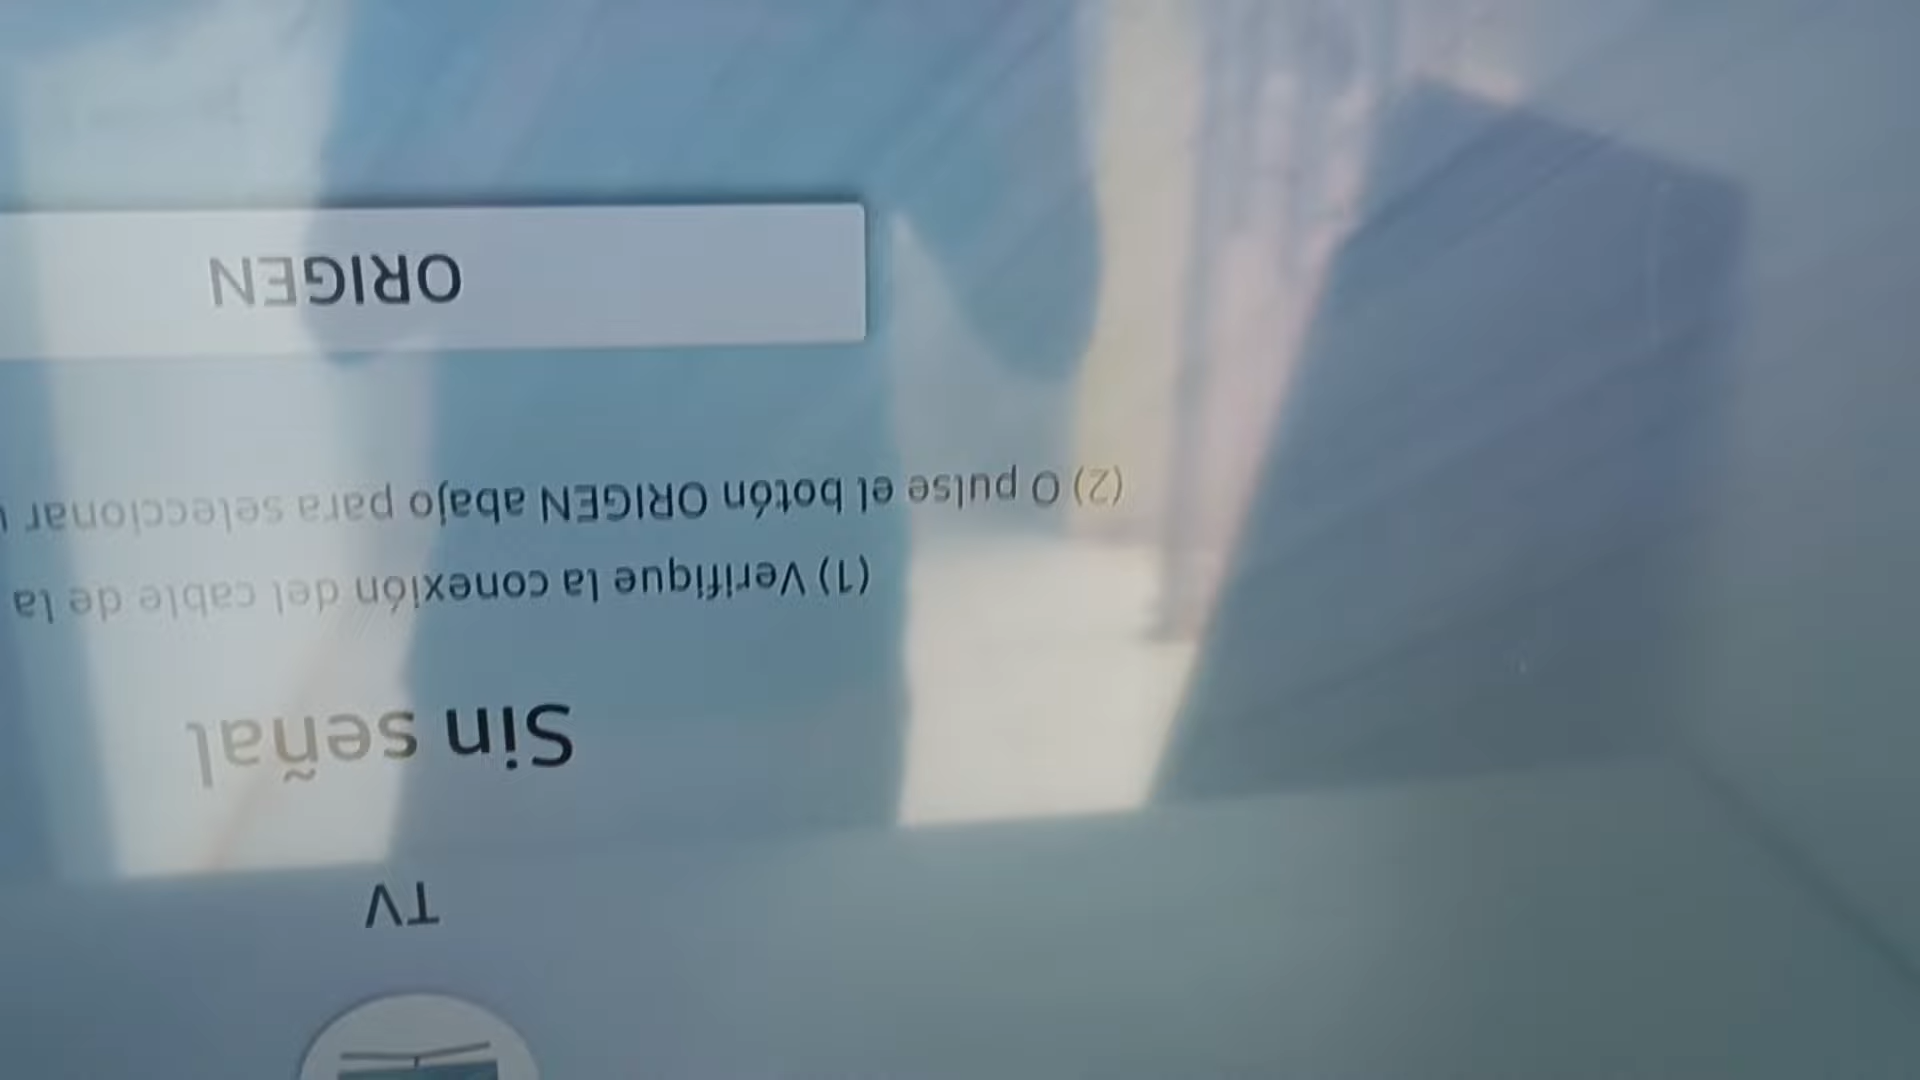 TV
Sin señal
(1) Verifique la conexión del cable de la
(2) O pulse el botón ORIGEN abajo para seleccionar
ORIGEN